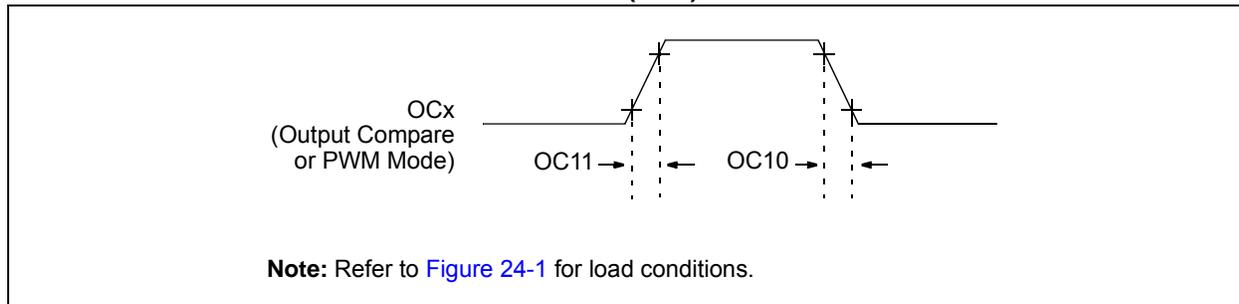 OCx
(Output Compare
or PWM Mode)
OC11
OC10
Note: Refer to Figure 24-1 for load conditions.